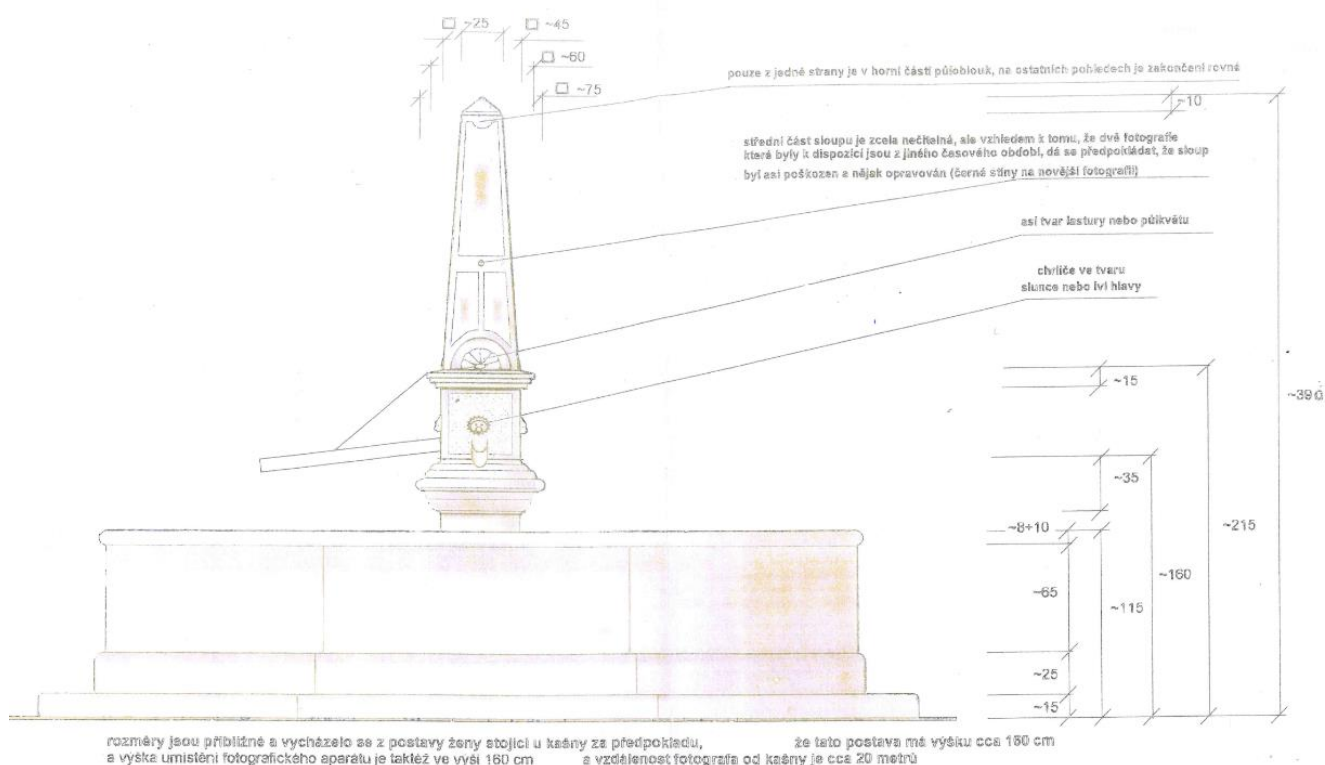 □ ~25 □ ~45
□ ~60
□ ~75
pouze z jedné strany je v horní části půloblouk, na ostatních pohledech je zakončení rovné
~10
střední část sloupu je zcela nečitelná, ale vzhledem k tomu, že dvě fotografie
které byly k dispozici jsou z jiného časového období, dá se předpokládat, že sloup
byl asi poškozen a nějak opravován (černé stíny na novější fotografii)
asi tvar lastury nebo půlkvětu
chrliče ve tvaru
slunce nebo lví hlavy
~15
~390
~35
~8÷10
~215
~160
~65
~115
~25
~15
rozměry jsou přibližné a vycházelo se z postavy ženy stojící u kašny za předpokladu, že tato postava má výšku cca 160 cm
a výška umístění fotografického aparátu je taktéž ve výši 160 cm a vzdálenost fotografa od kašny je cca 20 metrů